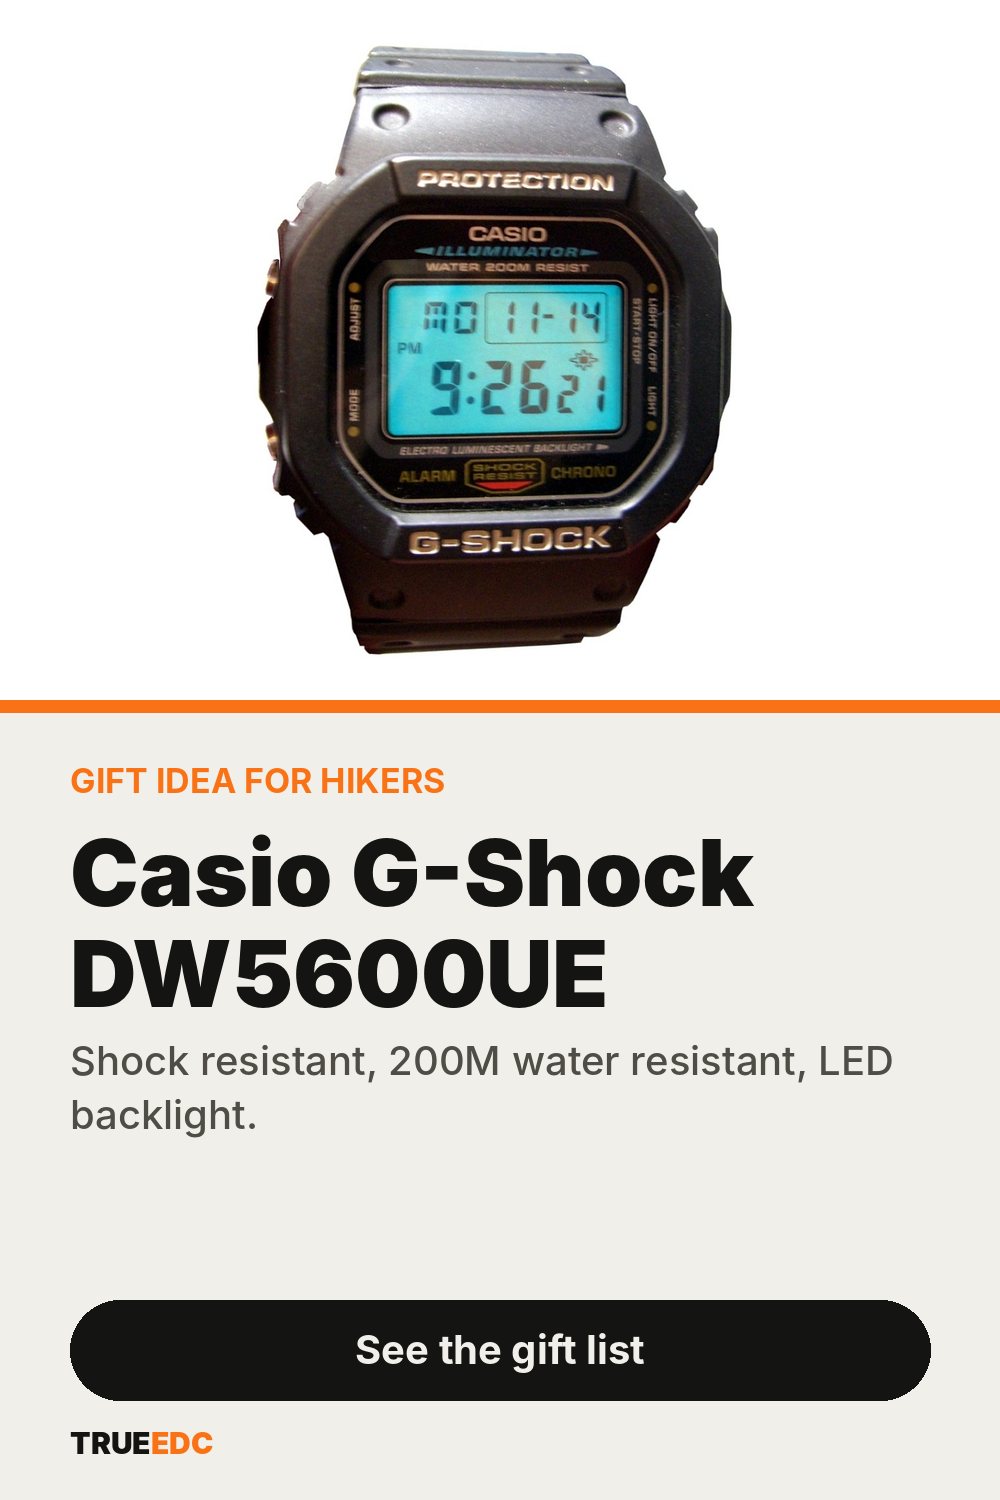 PROTECTION
CASIO
ILLUMINATOR
WATER 200M RESIST
ADJUST
MODE
LIGHT ON/OFF
START·STOP
LIGHT
MO 11-14
PM
9:26 21
ELECTRO LUMINESCENT BACKLIGHT
ALARM
SHOCK
RESIST
CHRONO
G-SHOCK
GIFT IDEA FOR HIKERS
Casio G-Shock
DW5600UE
Shock resistant, 200M water resistant, LED
backlight.
See the gift list
TRUEEDC